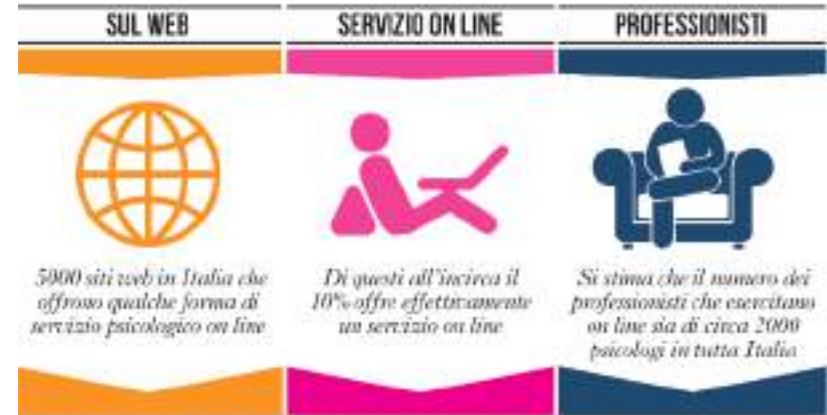 SUL WEB
5000 siti web in Italia che
offrono qualche forma di
servizio psicologico on line
SERVIZIO ON LINE
Di questi all'incirca il
10% offre effettivamente
un servizio on line
PROFESSIONISTI
Si stima che il numero dei
professionisti che esercitano
on line sia di circa 2000
psicologi in tutta Italia